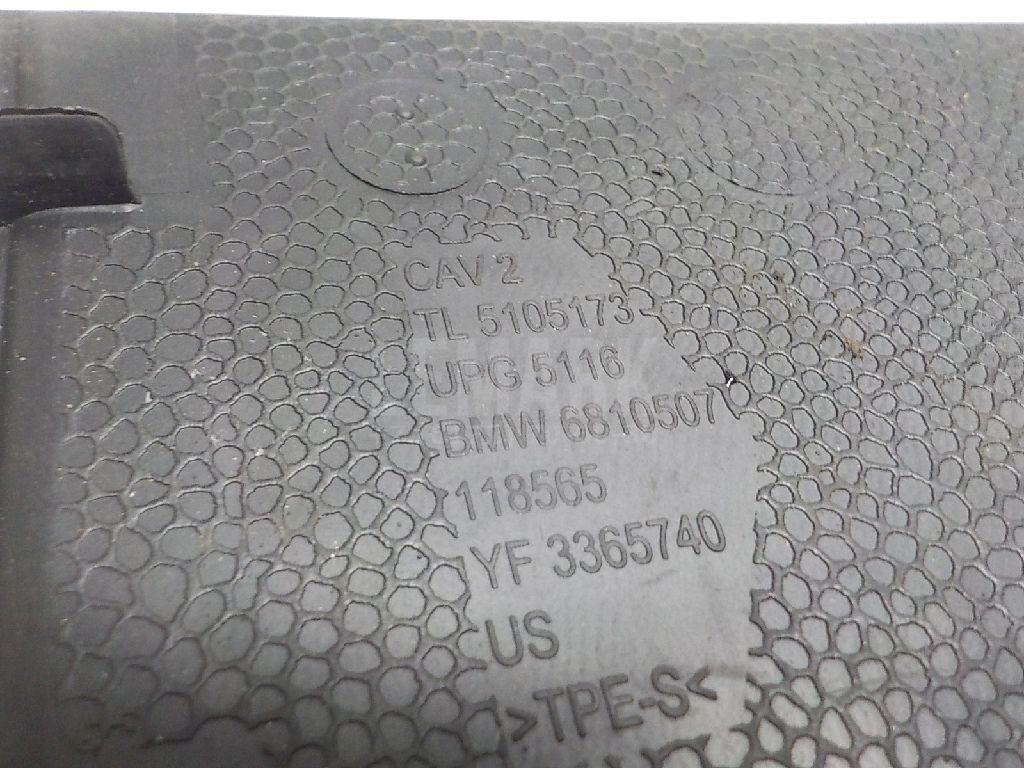 CAV 2
TL 5105173
UPG 5116
BMW 6810507
118565
YF 3365740
US
>TPE-S<